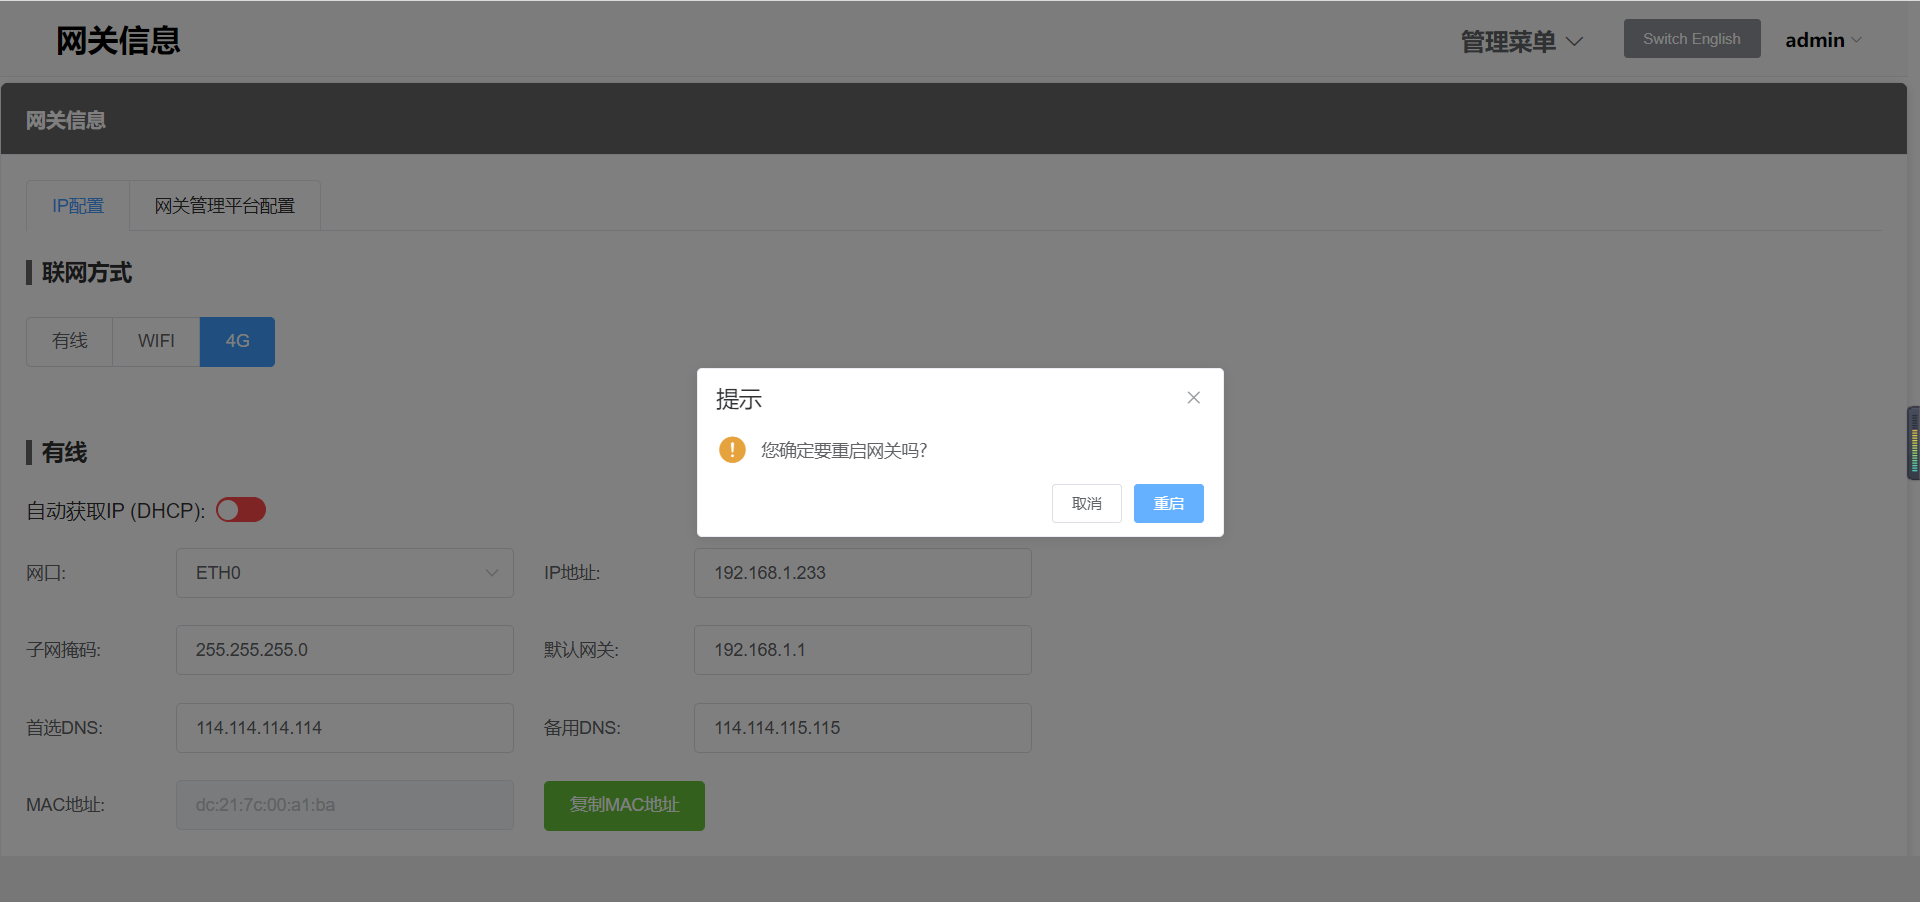 网关信息
管理菜单
Switch English
admin
网关信息
IP配置
网关管理平台配置
联网方式
有线
WIFI
4G
提示
您确定要重启网关吗?
取消
重启
有线
自动获取IP (DHCP):
网口:
ETH0
IP地址:
192.168.1.233
子网掩码:
255.255.255.0
默认网关:
192.168.1.1
首选DNS:
114.114.114.114
备用DNS:
114.114.115.115
MAC地址:
dc:21:7c:00:a1:ba
复制MAC地址